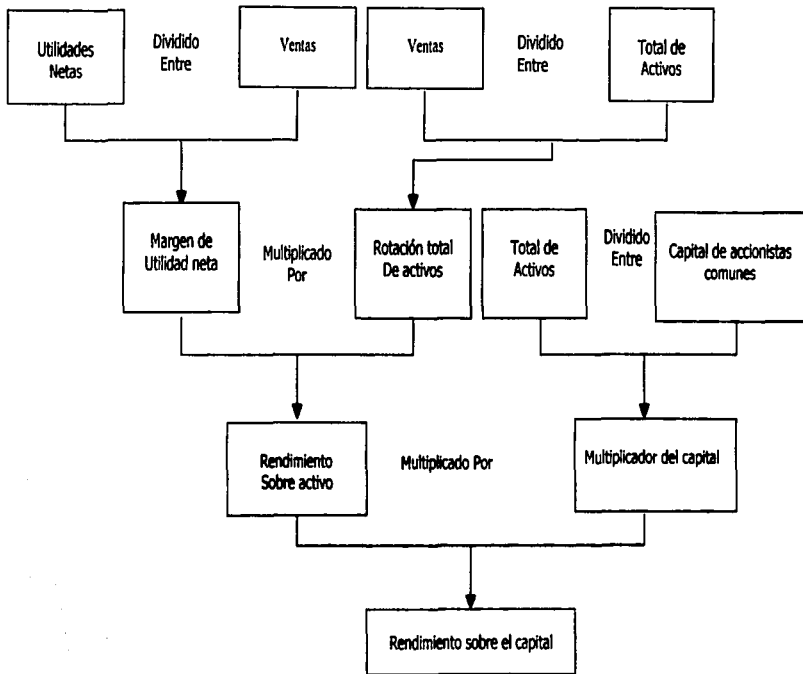 Utilidades
Netas
Dividido
Entre
Ventas
Ventas
Dividido
Entre
Total de
Activos
Margen de
Utilidad neta
Multiplicado
Por
Rotación total
De activos
Total de
Activos
Dividido
Entre
Capital de accionistas
comunes
Rendimiento
Sobre activo
Multiplicado Por
Multiplicador del capital
Rendimiento sobre el capital